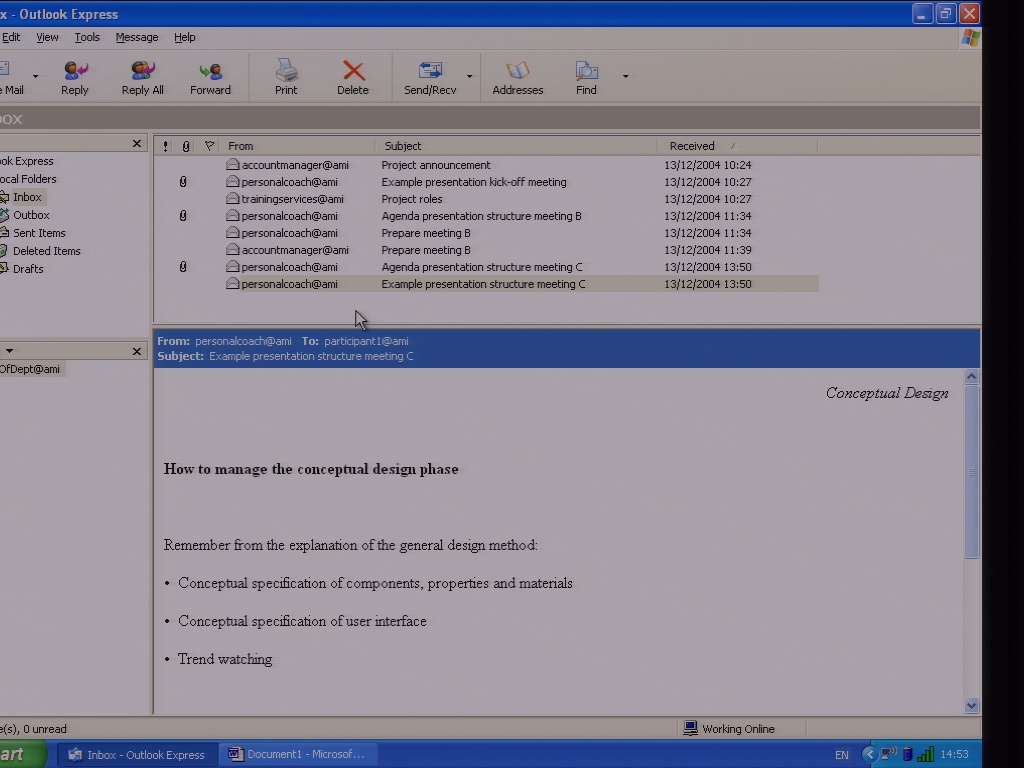 x - Outlook Express
Edit View Tools Message Help
Mail Reply Reply All Forward Print Delete Send/Recv Addresses Find
ox
ok Express
ocal Folders
Inbox
Outbox
Sent Items
Deleted Items
Drafts
! From Subject Received
accountmanager@ami Project announcement 13/12/2004 10:24
personalcoach@ami Example presentation kick-off meeting 13/12/2004 10:27
trainingservices@ami Project roles 13/12/2004 10:27
personalcoach@ami Agenda presentation structure meeting B 13/12/2004 11:34
personalcoach@ami Prepare meeting B 13/12/2004 11:34
accountmanager@ami Prepare meeting B 13/12/2004 11:39
personalcoach@ami Agenda presentation structure meeting C 13/12/2004 13:50
personalcoach@ami Example presentation structure meeting C 13/12/2004 13:50
OfDept@ami
From: personalcoach@ami To: participant1@ami
Subject: Example presentation structure meeting C
Conceptual Design
How to manage the conceptual design phase
Remember from the explanation of the general design method:
• Conceptual specification of components, properties and materials
• Conceptual specification of user interface
• Trend watching
e(s), 0 unread Working Online
art Inbox - Outlook Express Document1 - Microsof... EN 14:53